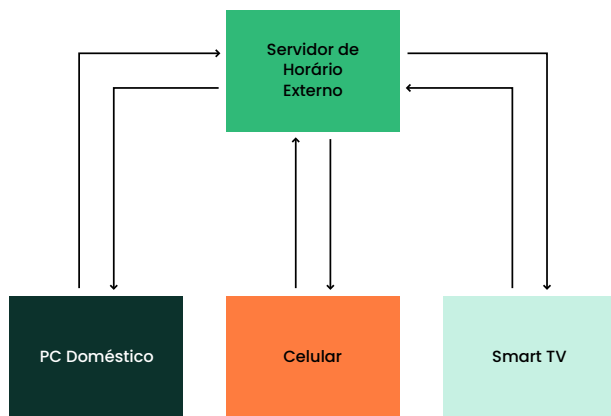 Servidor de
Horário
Externo
PC Doméstico
Celular
Smart TV